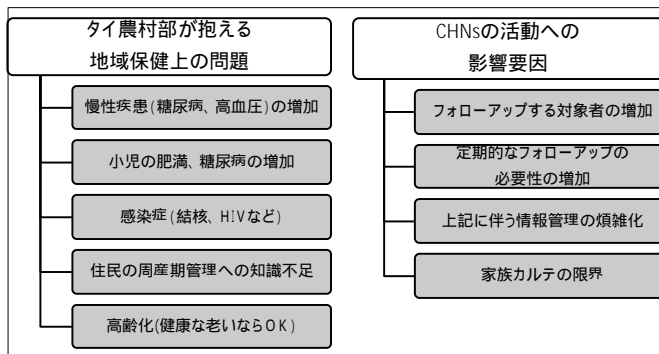 タイ農村部が抱える
地域保健上の問題
慢性疾患(糖尿病、高血圧)の増加
小児の肥満、糖尿病の増加
感染症(結核、HIVなど)
住民の周産期管理への知識不足
高齢化(健康な老いならOK)
CHNsの活動への
影響要因
フォローアップする対象者の増加
定期的なフォローアップの
必要性の増加
上記に伴う情報管理の煩雑化
家族カルテの限界